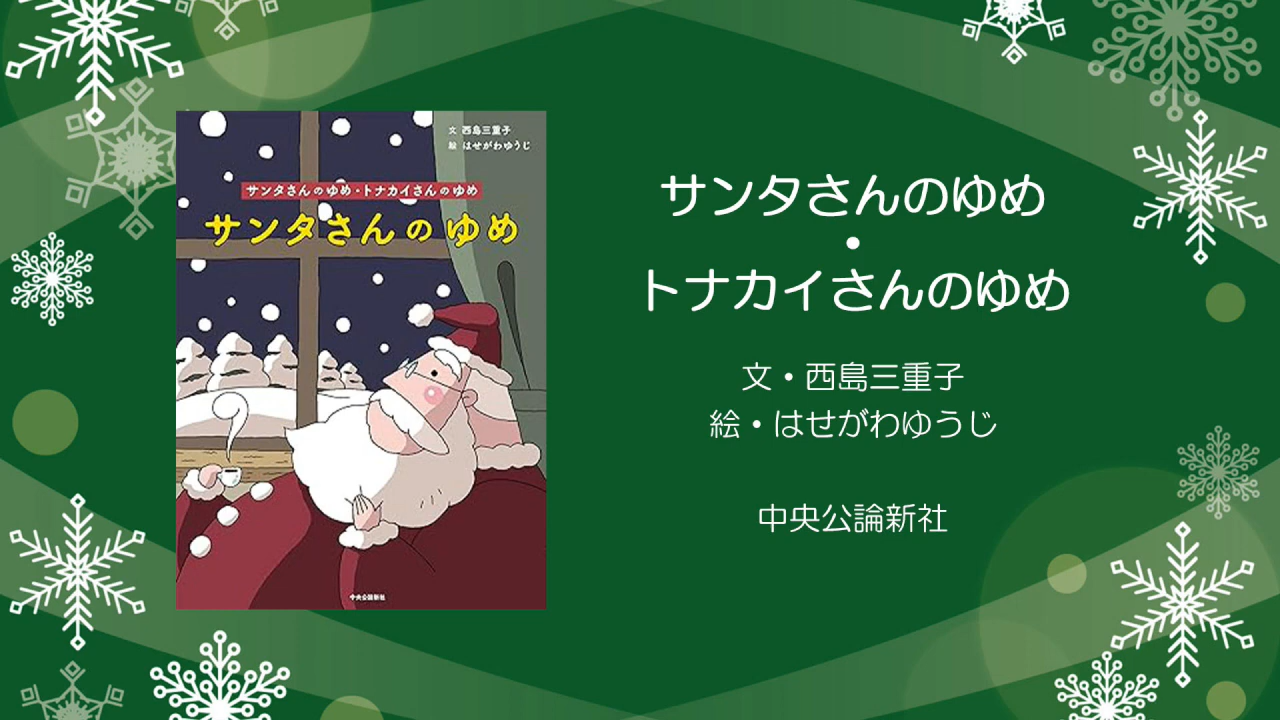 文 西島三重子
絵 はせがわゆうじ
サンタさんのゆめ・トナカイさんのゆめ
サンタさんのゆめ
中央公論新社
サンタさんのゆめ
・
トナカイさんのゆめ
文・西島三重子
絵・はせがわゆうじ
中央公論新社